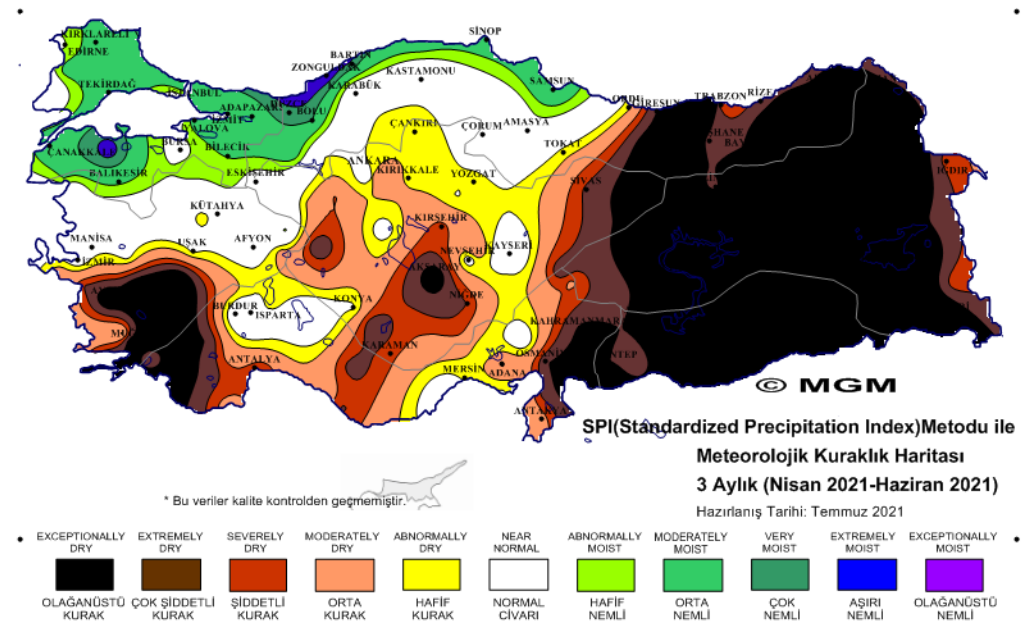 SİNOP
KIRKLARELİ
EDİRNE
BARTIN
ZONGULDAK
KASTAMONU
TEKİRDAĞ
KARABÜK
SAMSUN
İSTANBUL
DÜZCE
ORDU
GİRESUN
TRABZON
RİZE
ADAPAZARI
BOLU
İZMİT
YALOVA
ÇANKIRI
ÇORUM
AMASYA
BURSA
BİLECİK
TOKAT
ÇANAKKALE
ANKARA
BALIKESİR
ESKİŞEHİR
KIRIKKALE
YOZGAT
SİVAS
IĞDIR
KÜTAHYA
KIRŞEHİR
MANİSA
UŞAK
AFYON
NEVŞEHİR
KAYSERİ
İZMİR
AKSARAY
KONYA
NİĞDE
BURDUR
ISPARTA
KAHRAMANMAR
KARAMAN
ANTALYA
OSMANİ
NTEP
MERSİN
ADANA
ANTAKYA
© MGM
SPI(Standardized Precipitation Index)Metodu ile
Meteorolojik Kuraklık Haritası
3 Aylık (Nisan 2021-Haziran 2021)
* Bu veriler kalite kontrolden geçmemiştir.
Hazırlanış Tarihi: Temmuz 2021
EXCEPTIONALLY DRY
EXTREMELY DRY
SEVERELY DRY
MODERATELY DRY
ABNORMALLY DRY
NEAR NORMAL
ABNORMALLY MOIST
MODERATELY MOIST
VERY MOIST
EXTREMELY MOIST
EXCEPTIONALLY MOIST
OLAĞANÜSTÜ KURAK
ÇOK ŞİDDETLİ KURAK
ŞİDDETLİ KURAK
ORTA KURAK
HAFİF KURAK
NORMAL CİVARI
HAFİF NEMLİ
ORTA NEMLİ
ÇOK NEMLİ
AŞIRI NEMLİ
OLAĞANÜSTÜ NEMLİ